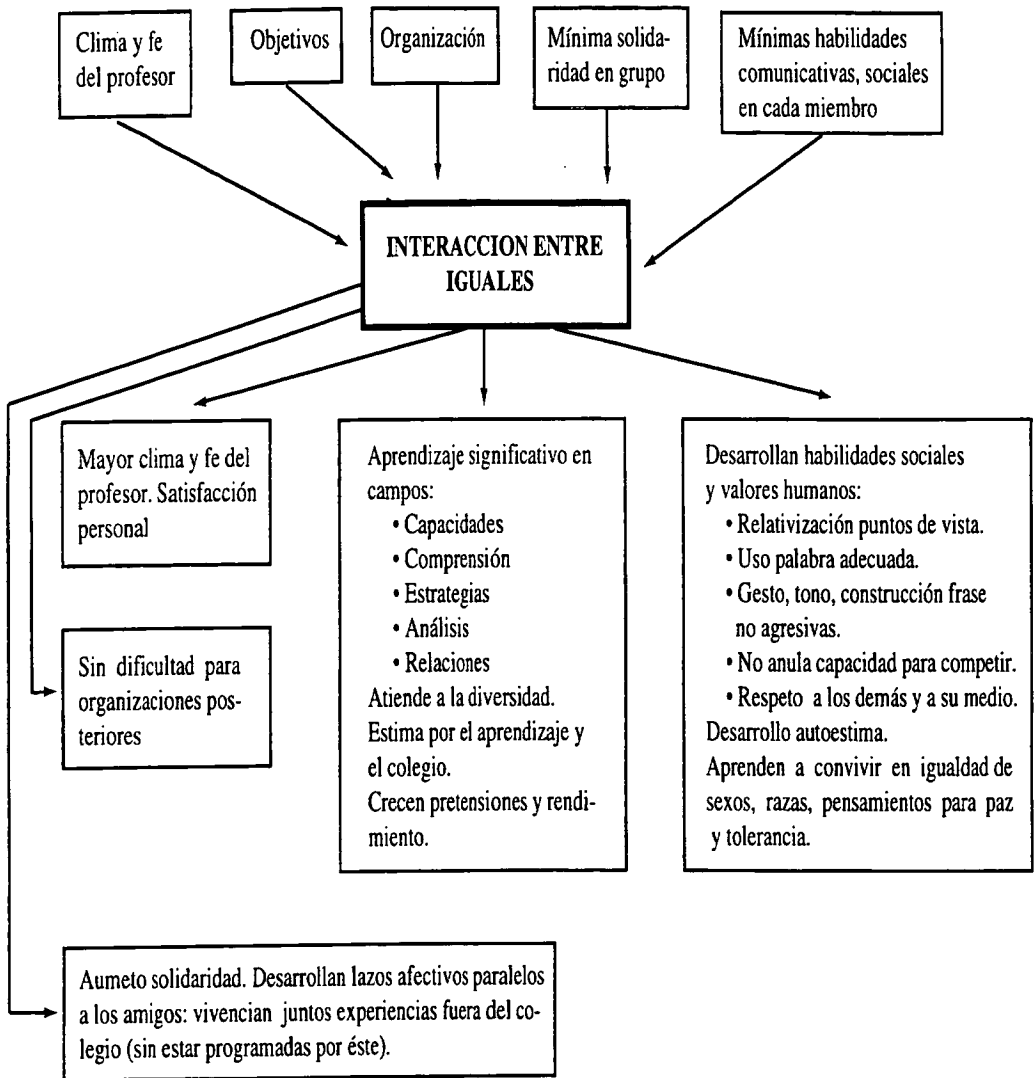 Clima y fe
del profesor
Objetivos
Organización
Mínima solida-
ridad en grupo
Mínimas habilidades
comunicativas, sociales
en cada miembro
INTERACCION ENTRE
IGUALES
Mayor clima y fe del
profesor. Satisfacción
personal
Sin dificultad para
organizaciones pos-
teriores
Aprendizaje significativo en
campos:
• Capacidades
• Comprensión
• Estrategias
• Análisis
• Relaciones
Atiende a la diversidad.
Estima por el aprendizaje y
el colegio.
Crecen pretensiones y rendi-
miento.
Desarrollan habilidades sociales
y valores humanos:
• Relativización puntos de vista.
• Uso palabra adecuada.
• Gesto, tono, construcción frase
no agresivas.
• No anula capacidad para competir.
• Respeto a los demás y a su medio.
Desarrollo autoestima.
Aprenden a convivir en igualdad de
sexos, razas, pensamientos para paz
y tolerancia.
Aumeto solidaridad. Desarrollan lazos afectivos paralelos
a los amigos: vivencian juntos experiencias fuera del co-
legio (sin estar programadas por éste).